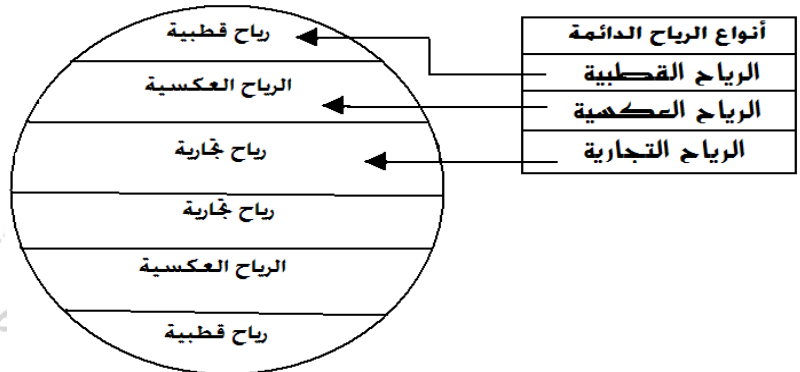 أنواع الرياح الدائمة
الرياح القطبية
الرياح العكسية
الرياح التجارية
رياح قطبية
الرياح العكسية
رياح تجارية
رياح تجارية
الرياح العكسية
رياح قطبية